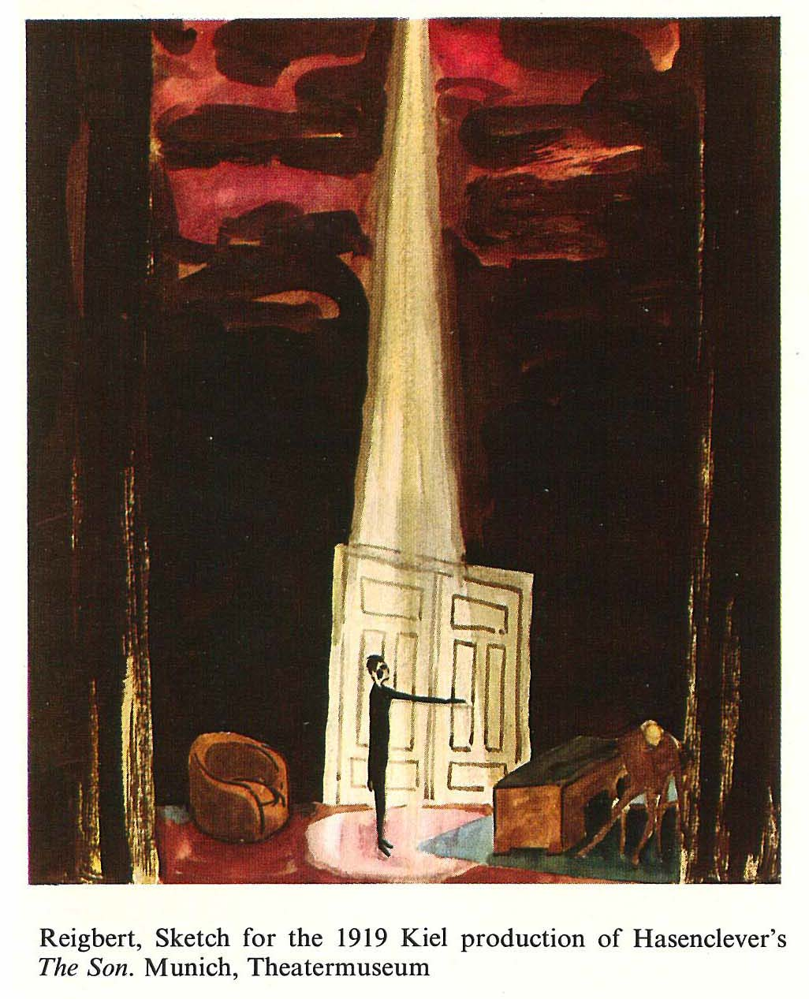 Reigbert, Sketch for the 1919 Kiel production of Hasenclever's
The Son. Munich, Theatermuseum